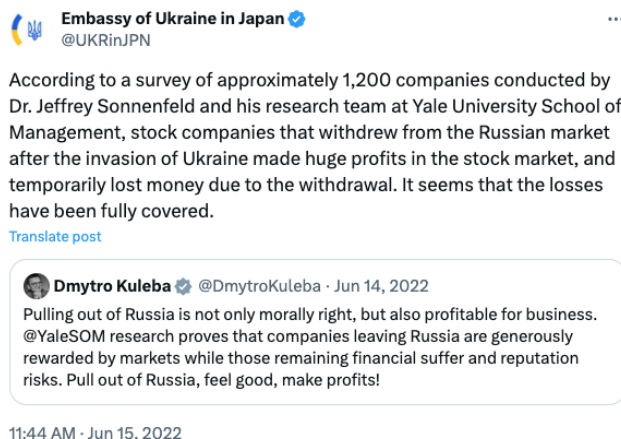 Embassy of Ukraine in Japan
@UKRinJPN
According to a survey of approximately 1,200 companies conducted by
Dr. Jeffrey Sonnenfeld and his research team at Yale University School of
Management, stock companies that withdrew from the Russian market
after the invasion of Ukraine made huge profits in the stock market, and
temporarily lost money due to the withdrawal. It seems that the losses
have been fully covered.
Translate post
Dmytro Kuleba @DmytroKuleba · Jun 14, 2022
Pulling out of Russia is not only morally right, but also profitable for business.
@YaleSOM research proves that companies leaving Russia are generously
rewarded by markets while those remaining financial suffer and reputation
risks. Pull out of Russia, feel good, make profits!
11:44 AM · Jun 15, 2022